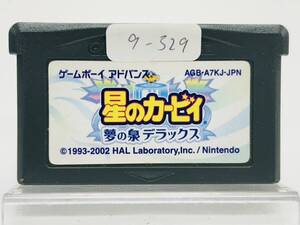 9-329
ゲームボーイ アドバンス
AGB-A7KJ-JPN
星のカービィ
夢の泉デラックス
©1993-2002 HAL Laboratory,Inc. / Nintendo